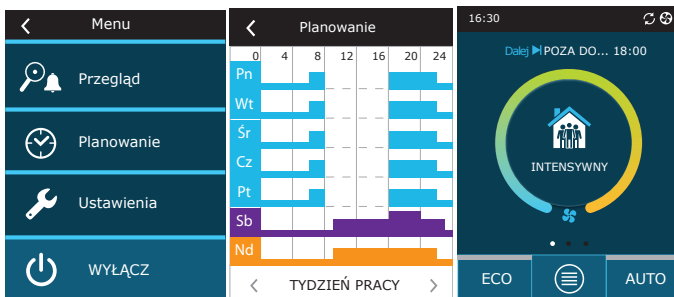 Menu
Przegląd
Planowanie
Ustawienia
WYŁĄCZ
Planowanie
0 4 8 12 16 20 24
Pn
Wt
Śr
Cz
Pt
Sb
Nd
TYDZIEŃ PRACY
16:30
Dalej POZA DO... 18:00
INTENSYWNY
ECO AUTO